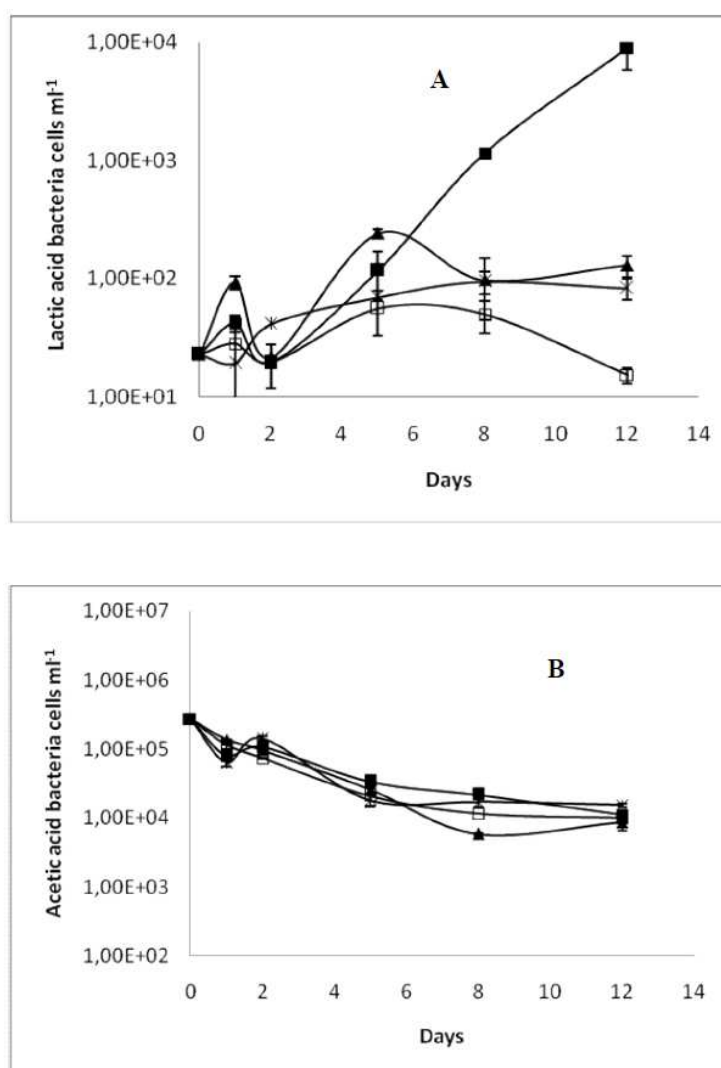 1,00E+04
A
1,00E+03
1,00E+02
1,00E+01
Lactic acid bacteria cells ml-1
0 2 4 6 8 10 12 14
Days
1,00E+07
1,00E+06
B
1,00E+05
1,00E+04
1,00E+03
1,00E+02
Acetic acid bacteria cells ml-1
0 2 4 6 8 10 12 14
Days